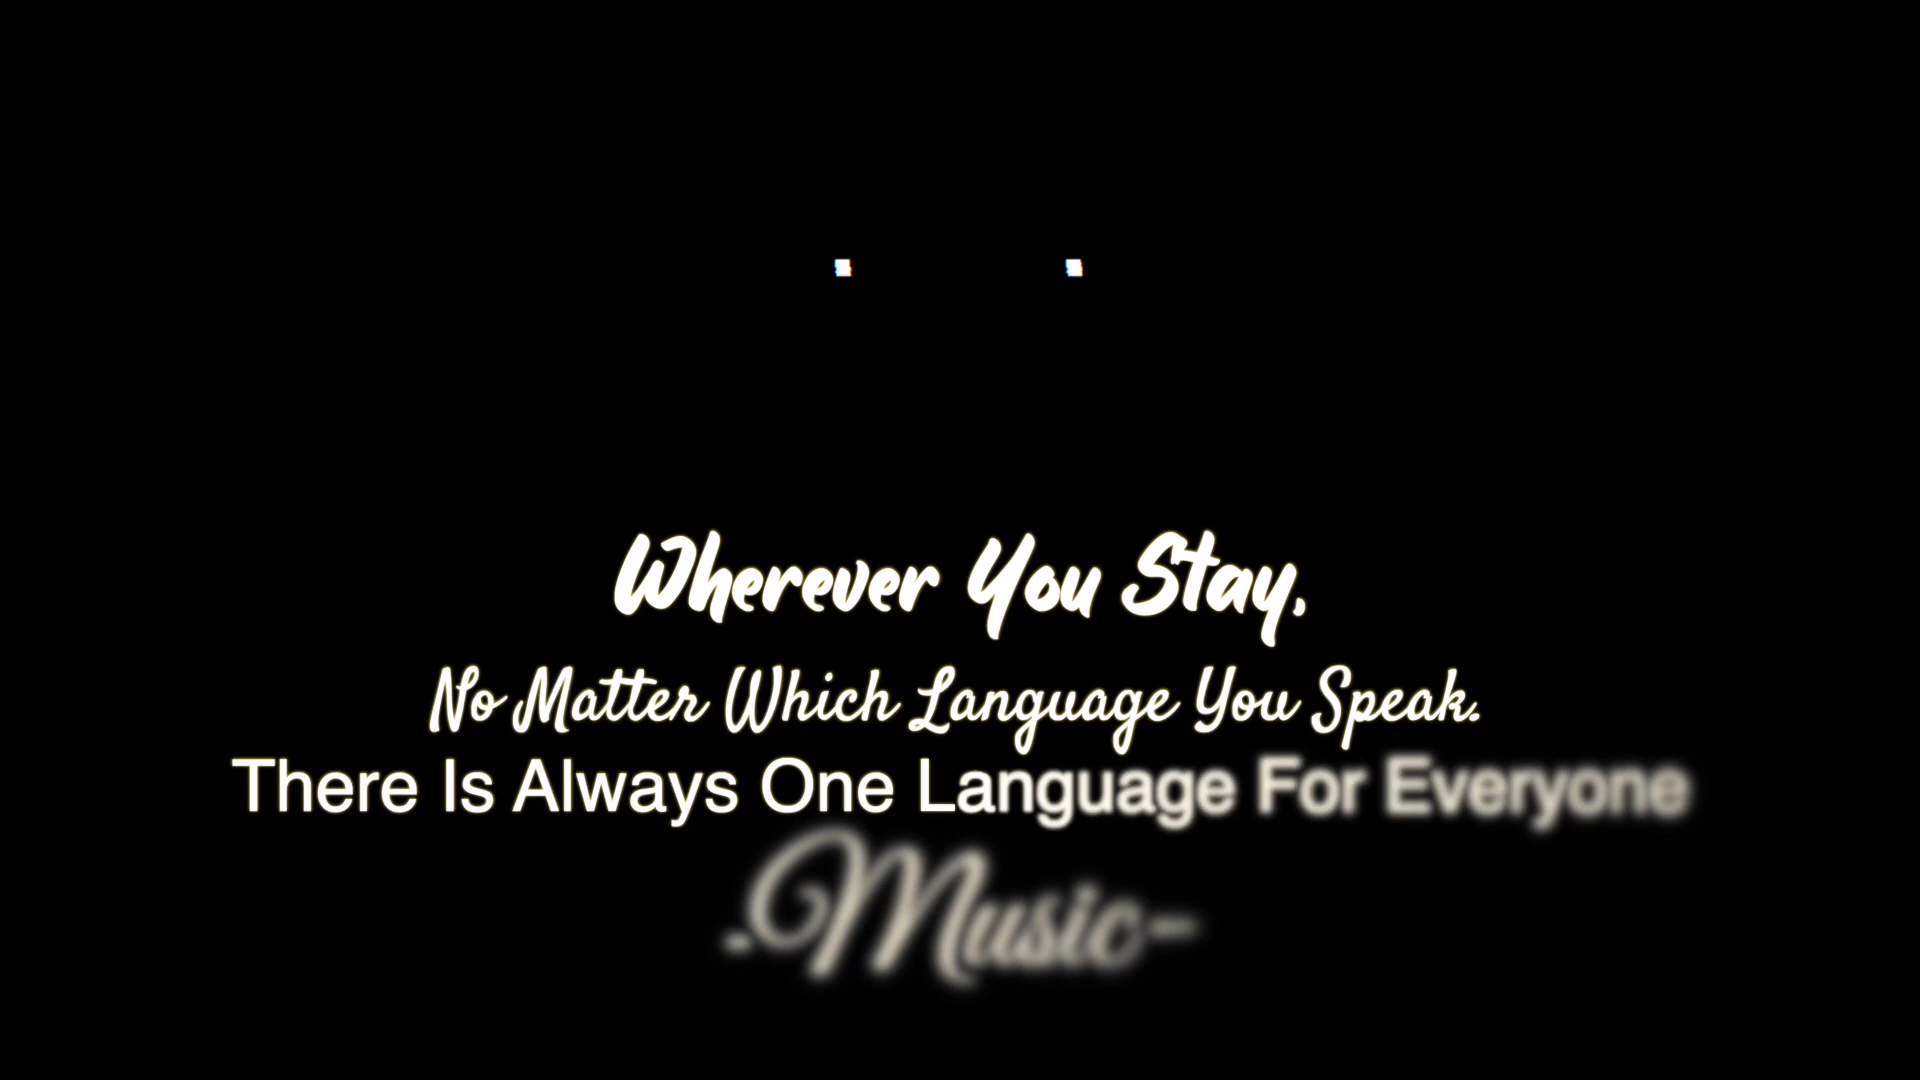 Wherever You Stay,
No Matter Which Language You Speak.
There Is Always One Language For Everyone
-Music-